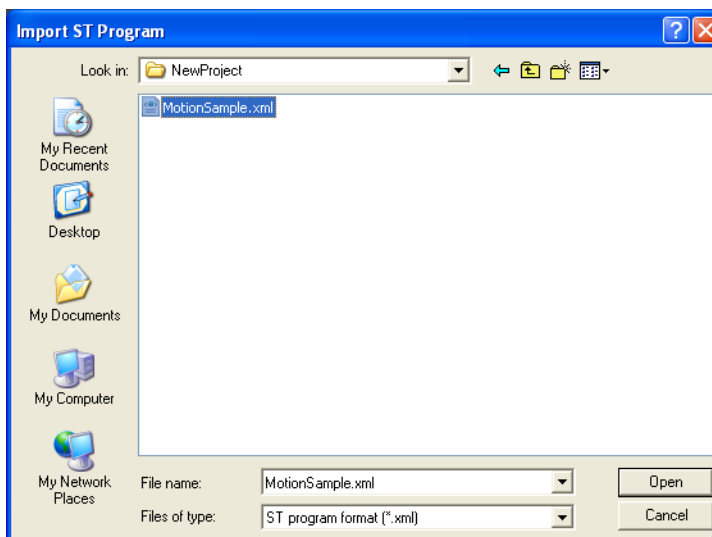 Import ST Program
Look in: NewProject
MotionSample.xml
My Recent
Documents
Desktop
My Documents
My Computer
My Network
Places
File name: MotionSample.xml Open
Files of type: ST program format (*.xml) Cancel